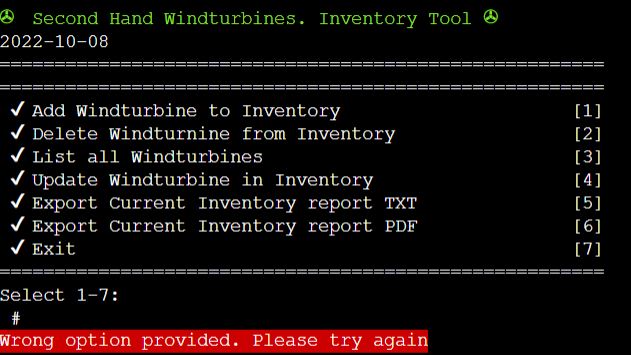 ✇ Second Hand Windturbines. Inventory Tool ✇
2022-10-08
=======================================================
=======================================================
✔ Add Windturbine to Inventory [1]
✔ Delete Windturnine from Inventory [2]
✔ List all Windturbines [3]
✔ Update Windturbine in Inventory [4]
✔ Export Current Inventory report TXT [5]
✔ Export Current Inventory report PDF [6]
✔ Exit [7]
=======================================================
Select 1-7:
#
Wrong option provided. Please try again